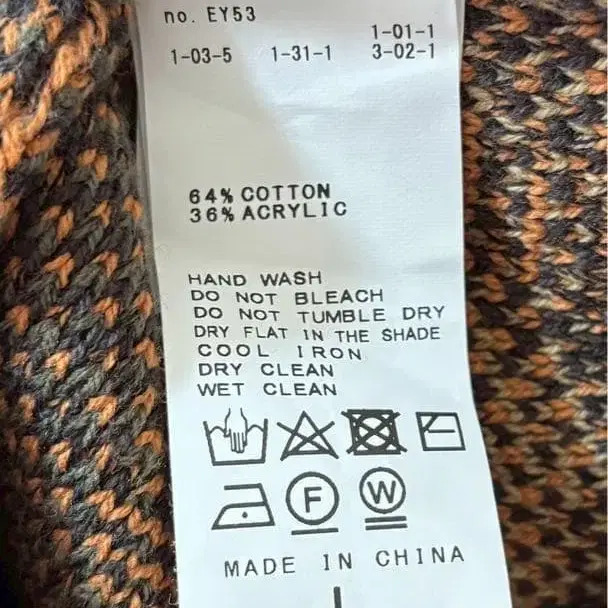 no. EY53
1-01-1
1-03-5 1-31-1 3-02-1
64% COTTON
36% ACRYLIC
HAND WASH
DO NOT BLEACH
DO NOT TUMBLE DRY
DRY FLAT IN THE SHADE
COOL IRON
DRY CLEAN
WET CLEAN
F W
MADE IN CHINA